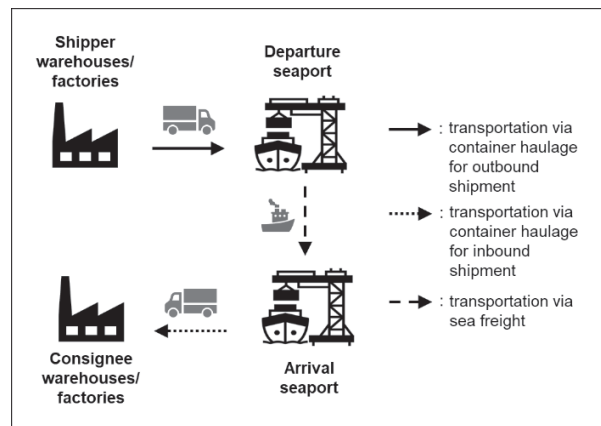 Shipper
warehouses/
factories
Departure
seaport
: transportation via
container haulage
for outbound
shipment
: transportation via
container haulage
for inbound
shipment
: transportation via
sea freight
Consignee
warehouses/
factories
Arrival
seaport